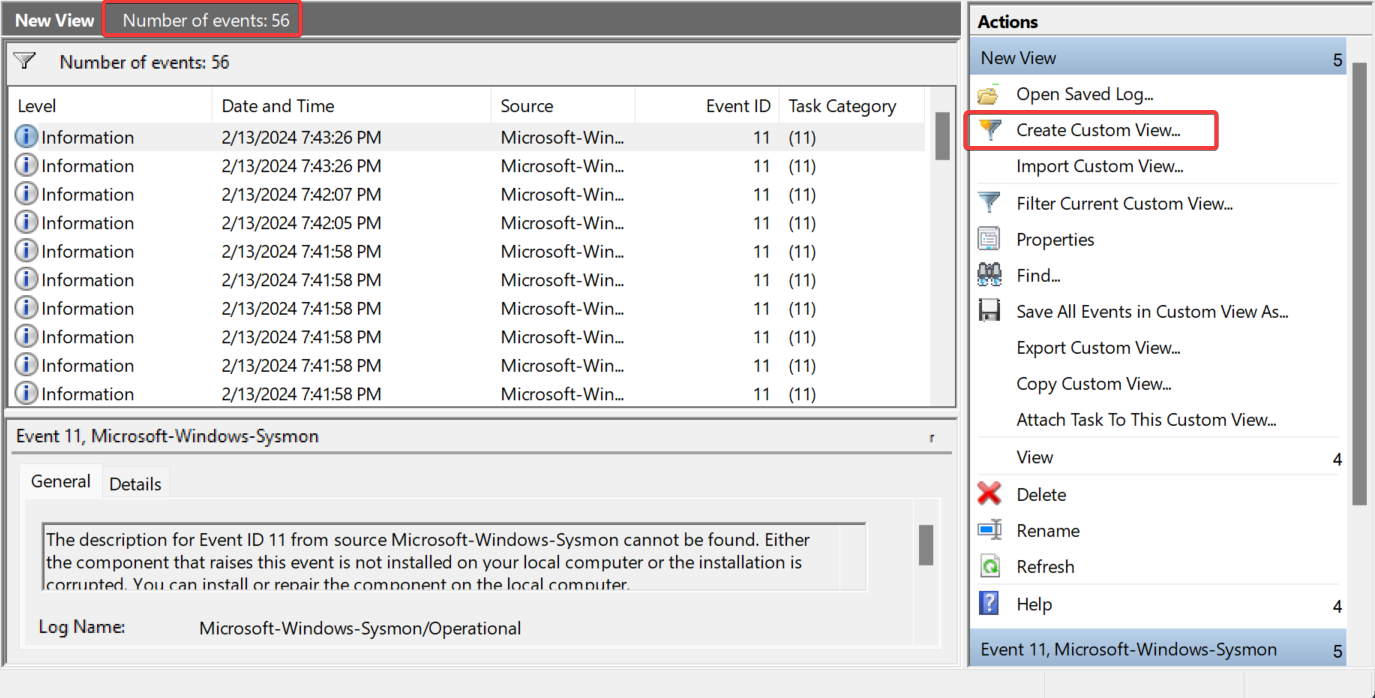 New View Number of events: 56
Number of events: 56
Level Date and Time Source Event ID Task Category
Information 2/13/2024 7:43:26 PM Microsoft-Win... 11 (11)
Information 2/13/2024 7:43:26 PM Microsoft-Win... 11 (11)
Information 2/13/2024 7:42:07 PM Microsoft-Win... 11 (11)
Information 2/13/2024 7:42:05 PM Microsoft-Win... 11 (11)
Information 2/13/2024 7:41:58 PM Microsoft-Win... 11 (11)
Information 2/13/2024 7:41:58 PM Microsoft-Win... 11 (11)
Information 2/13/2024 7:41:58 PM Microsoft-Win... 11 (11)
Information 2/13/2024 7:41:58 PM Microsoft-Win... 11 (11)
Information 2/13/2024 7:41:58 PM Microsoft-Win... 11 (11)
Information 2/13/2024 7:41:58 PM Microsoft-Win... 11 (11)
Event 11, Microsoft-Windows-Sysmon r
General Details
The description for Event ID 11 from source Microsoft-Windows-Sysmon cannot be found. Either
the component that raises this event is not installed on your local computer or the installation is
corrupted. You can install or repair the component on the local computer.
Log Name: Microsoft-Windows-Sysmon/Operational
Actions
New View 5
Open Saved Log...
Create Custom View...
Import Custom View...
Filter Current Custom View...
Properties
Find...
Save All Events in Custom View As...
Export Custom View...
Copy Custom View...
Attach Task To This Custom View...
View 4
Delete
Rename
Refresh
Help 4
Event 11, Microsoft-Windows-Sysmon 5